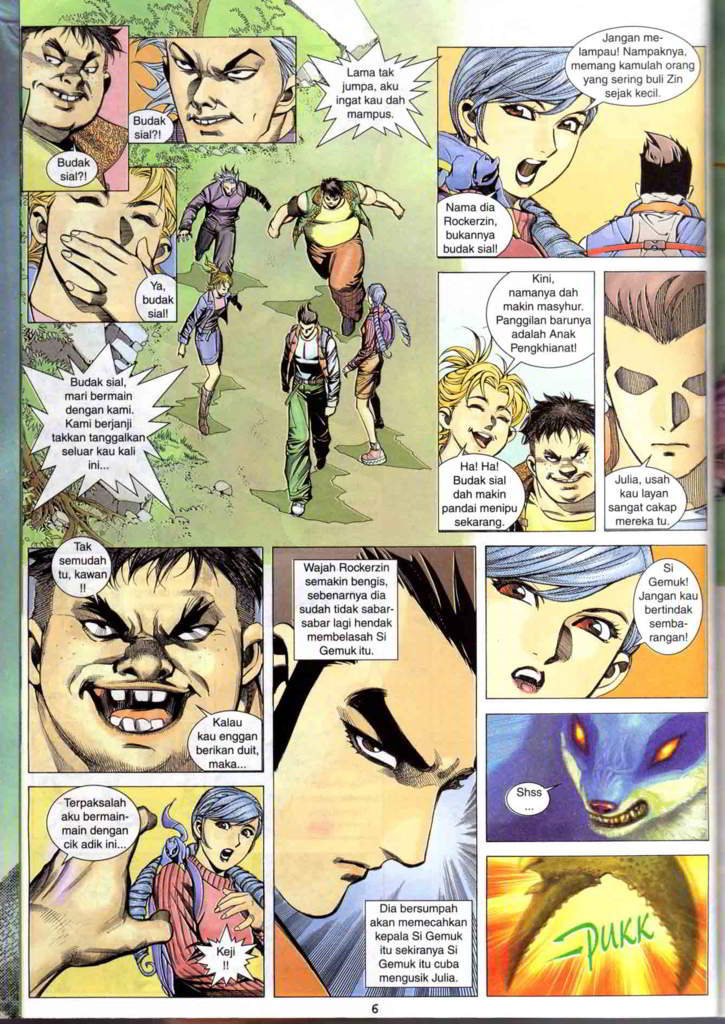 Budak
sial?!
Budak
sial?!
Lama tak
jumpa, aku
ingat kau dah
mampus.
Ya,
budak
sial!
Budak sial,
mari bermain
dengan kami.
Kami berjanji
takkan tanggalkan
seluar kau kali
ini...
Jangan me-
lampau! Nampaknya,
memang kamulah orang
yang sering buli Zin
sejak kecil.
Nama dia
Rockerzin,
bukannya
budak sial!
Kini,
namanya dah
makin masyhur.
Panggilan barunya
adalah Anak
Pengkhianat!
Ha! Ha!
Budak sial
dah makin
pandai menipu
sekarang.
Julia, usah
kau layan
sangat cakap
mereka tu.
Tak
semudah
tu, kawan
!!
Kalau
kau enggan
berikan duit,
maka...
Wajah Rockerzin
semakin bengis,
sebenarnya dia
sudah tidak sabar-
sabar lagi hendak
membelasah Si
Gemuk itu.
Si
Gemuk!
Jangan kau
bertindak
semba-
rangan!
Shss
...
Terpaksalah
aku bermain-
main dengan
cik adik ini...
Keji
!!
Dia bersumpah
akan memecahkan
kepala Si Gemuk
itu sekiranya Si
Gemuk itu cuba
mengusik Julia.
PUKK
6